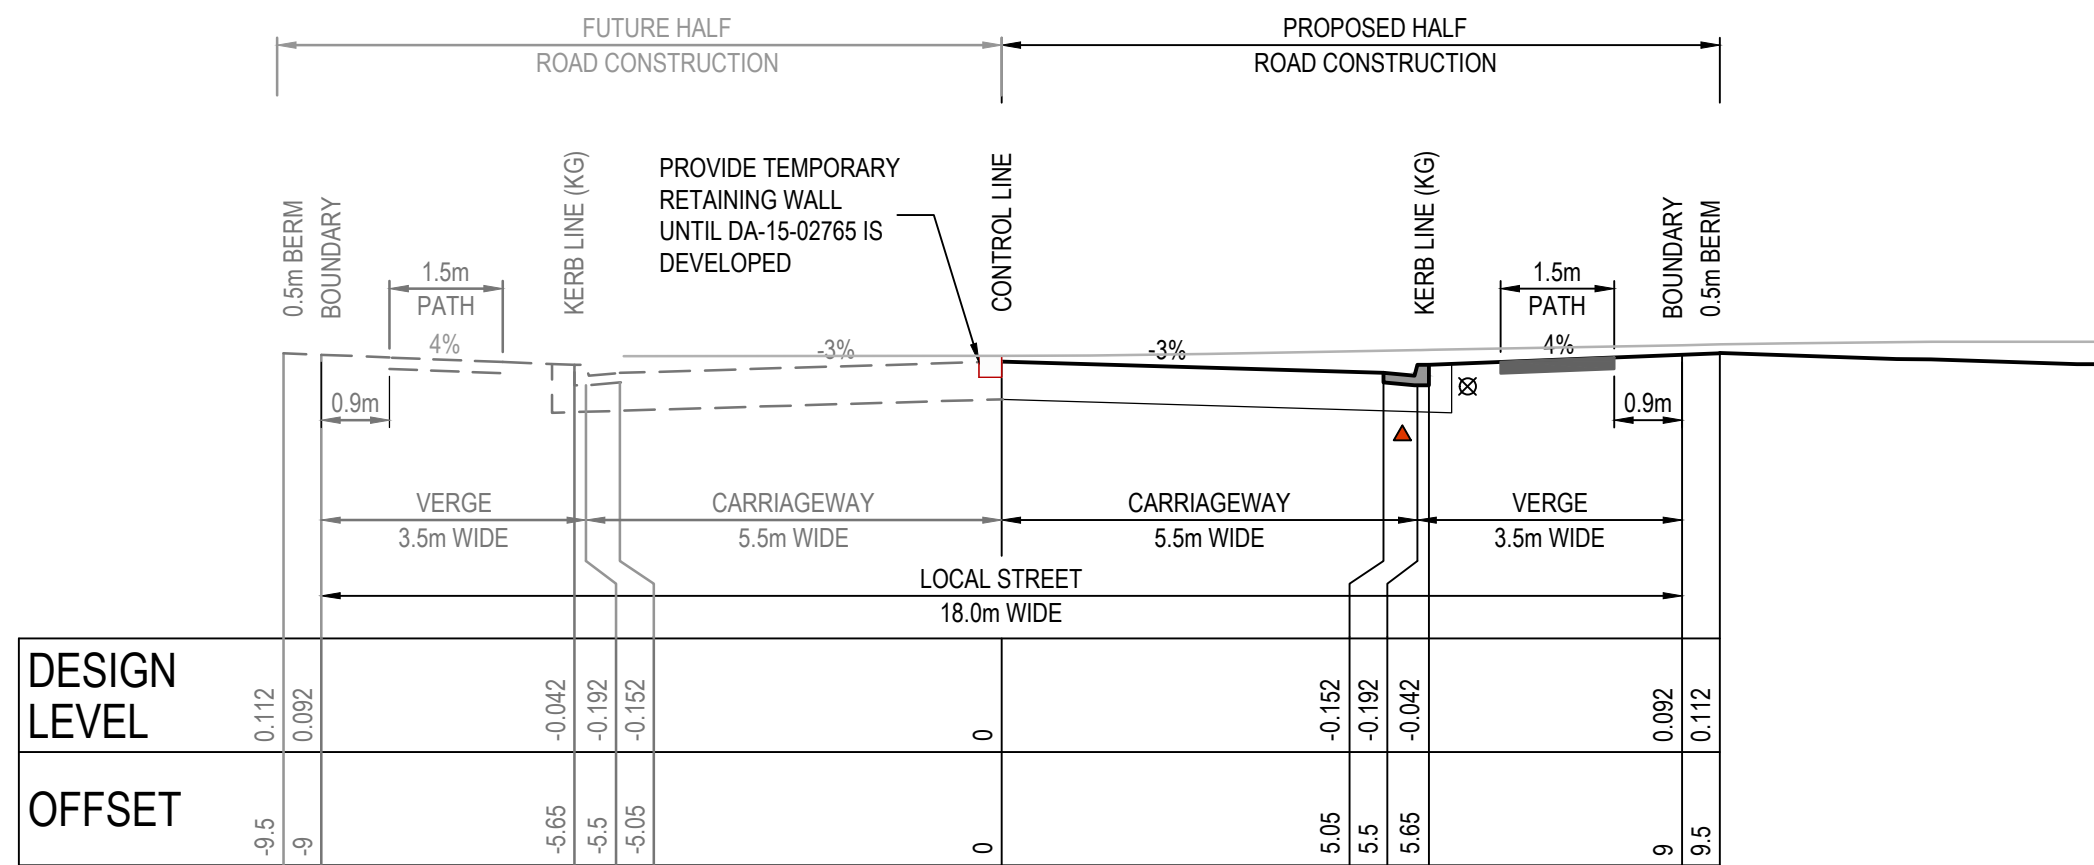 FUTURE HALF
ROAD CONSTRUCTION
PROPOSED HALF
ROAD CONSTRUCTION
0.5m BERM
BOUNDARY
1.5m
PATH
4%
KERB LINE (KG)
PROVIDE TEMPORARY
RETAINING WALL
UNTIL DA-15-02765 IS
DEVELOPED
CONTROL LINE
KERB LINE (KG)
1.5m
PATH
4%
BOUNDARY
0.5m BERM
-3%
-3%
0.9m
0.9m
VERGE
3.5m WIDE
CARRIAGEWAY
5.5m WIDE
CARRIAGEWAY
5.5m WIDE
VERGE
3.5m WIDE
LOCAL STREET
18.0m WIDE
DESIGN
LEVEL
0.112
0.092
-0.042
-0.192
-0.152
0
-0.152
-0.192
-0.042
0.092
0.112
OFFSET
-9.5
-9
-5.65
-5.5
-5.05
0
5.05
5.5
5.65
9
9.5